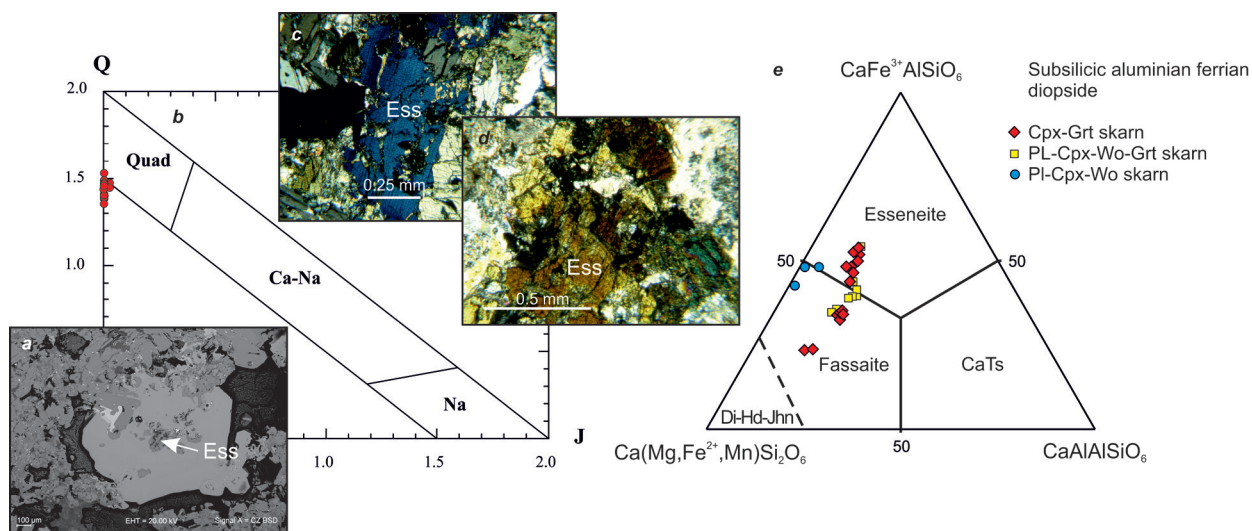 Q
2.0
b
Quad
1.5
1.0
Ca-Na
Na
J
1.0
1.5
2.0
c
Ess
0.25 mm
d
Ess
0.5 mm
a
Ess
100 µm
EHT = 20.00 kV
Signal A = CZ BSD
e
CaFe³⁺AlSiO₆
Subsilicic aluminian ferrian
diopside
Cpx-Grt skarn
PL-Cpx-Wo-Grt skarn
Pl-Cpx-Wo skarn
Esseneite
50
50
Fassaite
CaTs
Di-Hd-Jhn
Ca(Mg,Fe²⁺,Mn)Si₂O₆
50
CaAlAlSiO₆